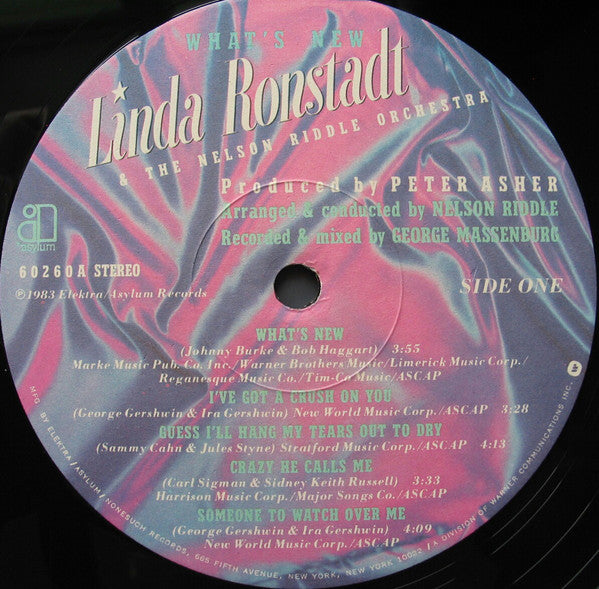 WHAT'S NEW
Linda Ronstadt
& THE NELSON RIDDLE ORCHESTRA
Produced by PETER ASHER
Arranged & conducted by NELSON RIDDLE
Recorded & mixed by GEORGE MASSENBURG
asylum
60260A STEREO
℗1983 Elektra/Asylum Records
SIDE ONE
WHAT'S NEW
(Johnny Burke & Bob Haggart) 3:55
Marke Music Pub. Co. Inc./Warner Brothers Music/Limerick Music Corp./
Reganesque Music Co./Tim-Co Music/ASCAP
I'VE GOT A CRUSH ON YOU
(George Gershwin & Ira Gershwin) New World Music Corp./ASCAP 3:28
GUESS I'LL HANG MY TEARS OUT TO DRY
(Sammy Cahn & Jules Styne) Stratford Music Corp./ASCAP 4:13
CRAZY HE CALLS ME
(Carl Sigman & Sidney Keith Russell) 3:33
Harrison Music Corp./Major Songs Co./ASCAP
SOMEONE TO WATCH OVER ME
(George Gershwin & Ira Gershwin) 4:09
New World Music Corp./ASCAP
MFG. BY ELEKTRA/ASYLUM/NONESUCH RECORDS, 665 FIFTH AVENUE, NEW YORK, NEW YORK 10022 / A DIVISION OF WARNER COMMUNICATIONS INC.